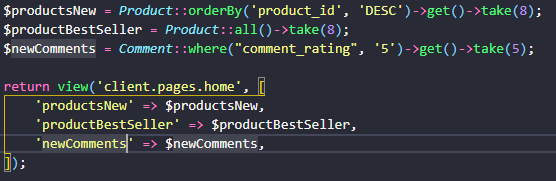 $productsNew = Product::orderBy('product_id', 'DESC')->get()->take(8);
$productBestSeller = Product::all()->take(8);
$newComments = Comment::where("comment_rating", '5')->get()->take(5);
return view('client.pages.home', [
'productsNew' => $productsNew,
'productBestSeller' => $productBestSeller,
'newComments' => $newComments,
]);